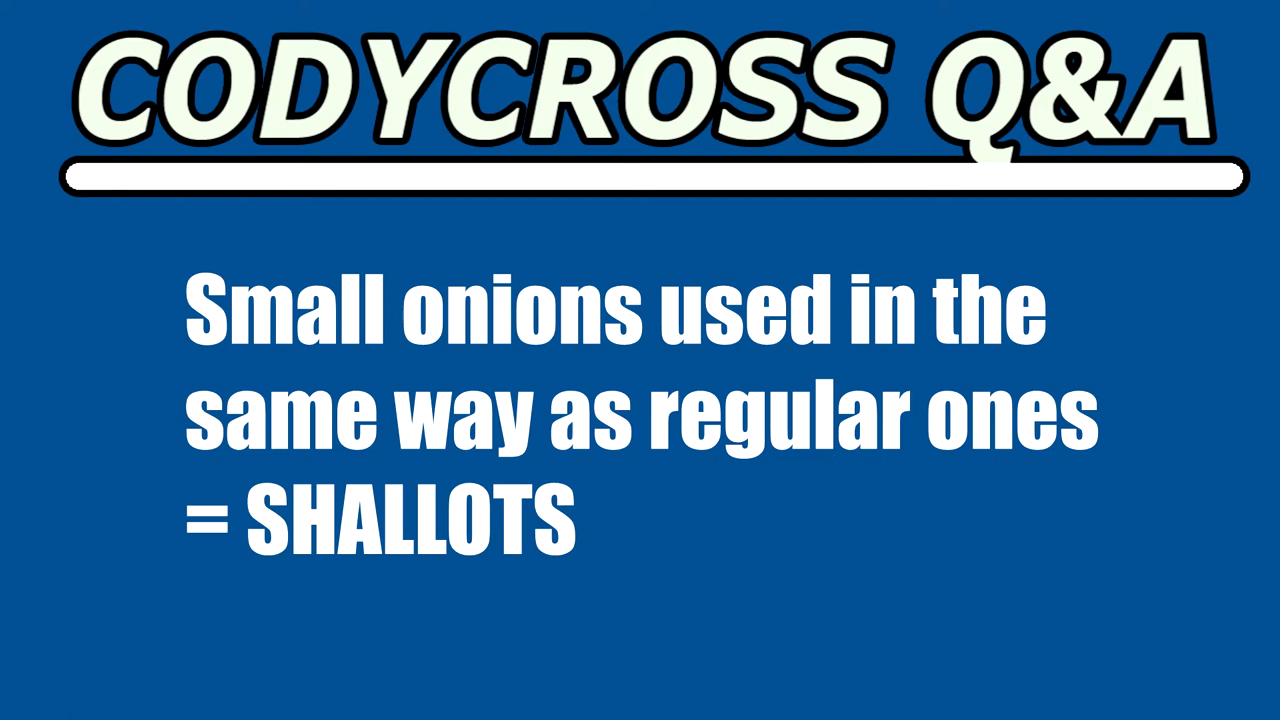 CODYCROSS Q&A
Small onions used in the
same way as regular ones
= SHALLOTS